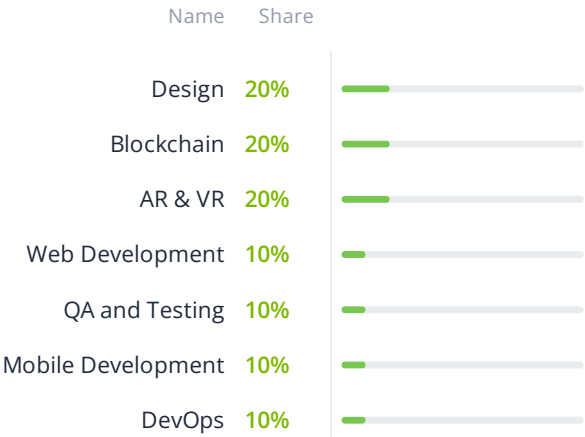 Name Share
Design 20%
Blockchain 20%
AR & VR 20%
Web Development 10%
QA and Testing 10%
Mobile Development 10%
DevOps 10%